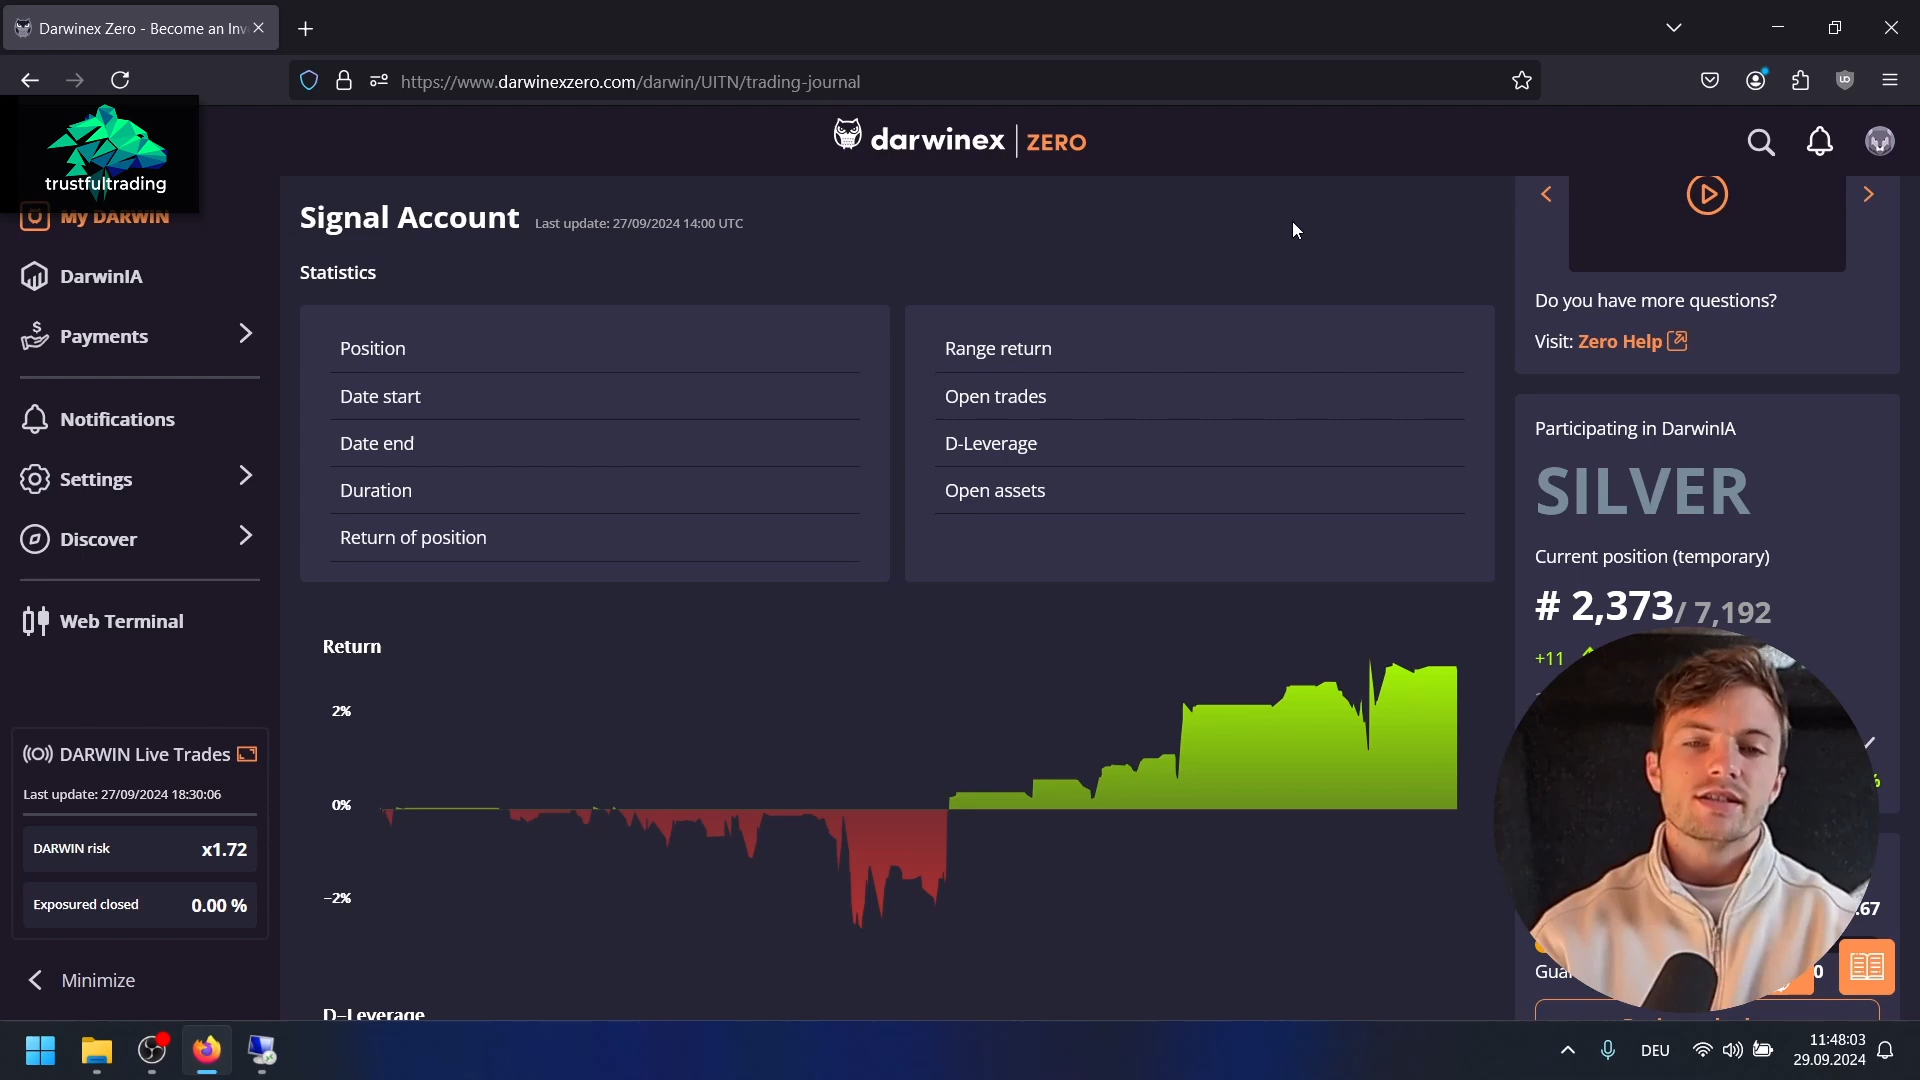 Darwinex Zero - Become an Inv
https://www.darwinexzero.com/darwin/UITN/trading-journal
trustfultrading
darwinex ZERO
My DARWIN
DarwinIA
Payments
Notifications
Settings
Discover
Web Terminal
DARWIN Live Trades
Last update: 27/09/2024 18:30:06
DARWIN risk x1.72
Exposured closed 0.00 %
Minimize
Signal Account Last update: 27/09/2024 14:00 UTC
Statistics
Position
Date start
Date end
Duration
Return of position
Range return
Open trades
D-Leverage
Open assets
Return
2%
0%
-2%
D-Leverage
Do you have more questions?
Visit: Zero Help
Participating in DarwinIA
SILVER
Current position (temporary)
# 2,373 / 7,192
+11
%
.67
Gua
0
DEU
11:48:03
29.09.2024